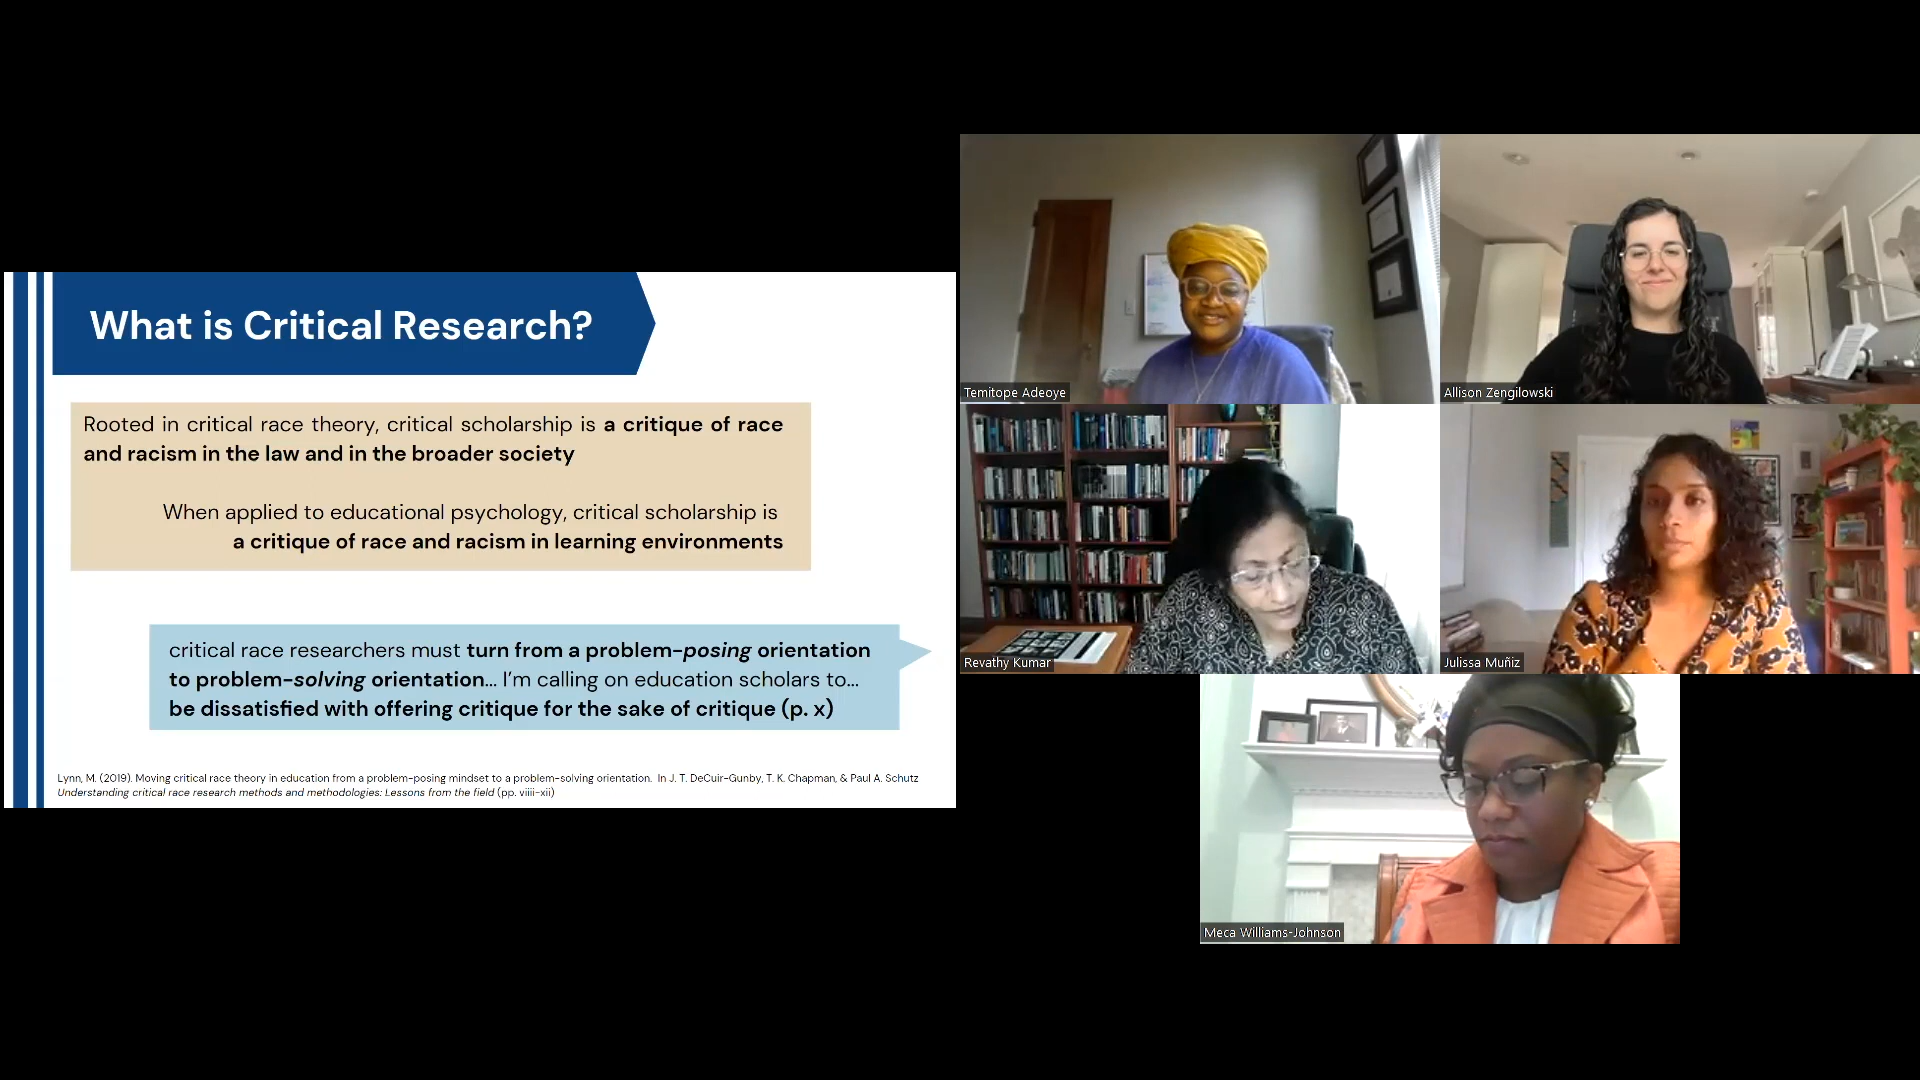 What is Critical Research?
Rooted in critical race theory, critical scholarship is a critique of race
and racism in the law and in the broader society
When applied to educational psychology, critical scholarship is
a critique of race and racism in learning environments
critical race researchers must turn from a problem-posing orientation
to problem-solving orientation... I'm calling on education scholars to...
be dissatisfied with offering critique for the sake of critique (p. x)
Lynn, M. (2019). Moving critical race theory in education from a problem-posing mindset to a problem-solving orientation. In J. T. DeCuir-Gunby, T. K. Chapman, & Paul A. Schutz
Understanding critical race research methods and methodologies: Lessons from the field (pp. viiii-xii)
Temitope Adeoye
Allison Zengilowski
Revathy Kumar
Julissa Muñiz
Meca Williams-Johnson